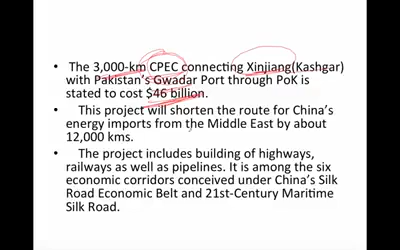 The 3,000-km CPEC connecting Xinjiang(Kashgar)
with Pakistan's Gwadar Port through PoK is
stated to cost $46 billion.
This project will shorten the route for China's
energy imports from the Middle East by about
12,000 kms.
The project includes building of highways,
railways as well as pipelines. It is among the six
economic corridors conceived under China's Silk
Road Economic Belt and 21st-Century Maritime
Silk Road.